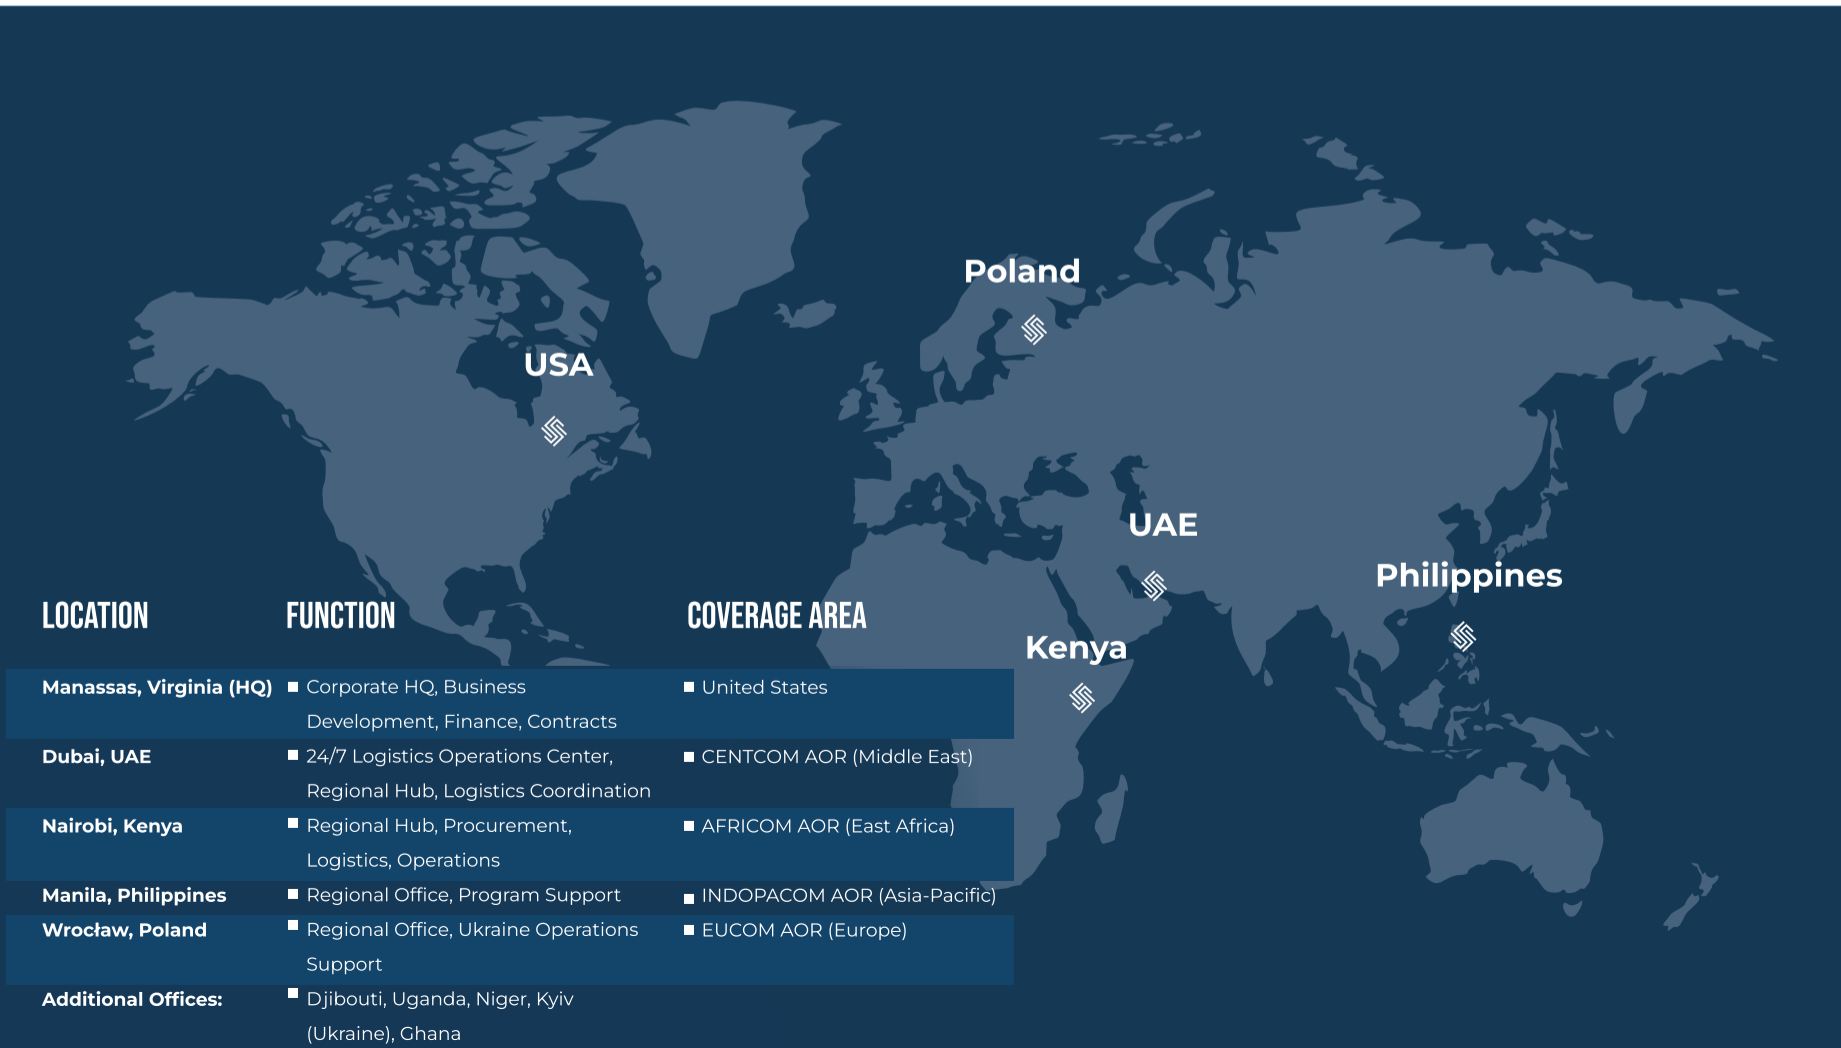 Poland
USA
UAE
Philippines
Kenya
LOCATION FUNCTION COVERAGE AREA
Manassas, Virginia (HQ) Corporate HQ, Business United States
Development, Finance, Contracts
Dubai, UAE 24/7 Logistics Operations Center, CENTCOM AOR (Middle East)
Regional Hub, Logistics Coordination
Nairobi, Kenya Regional Hub, Procurement, AFRICOM AOR (East Africa)
Logistics, Operations
Manila, Philippines Regional Office, Program Support INDOPACOM AOR (Asia-Pacific)
Wrocław, Poland Regional Office, Ukraine Operations EUCOM AOR (Europe)
Support
Additional Offices: Djibouti, Uganda, Niger, Kyiv
(Ukraine), Ghana